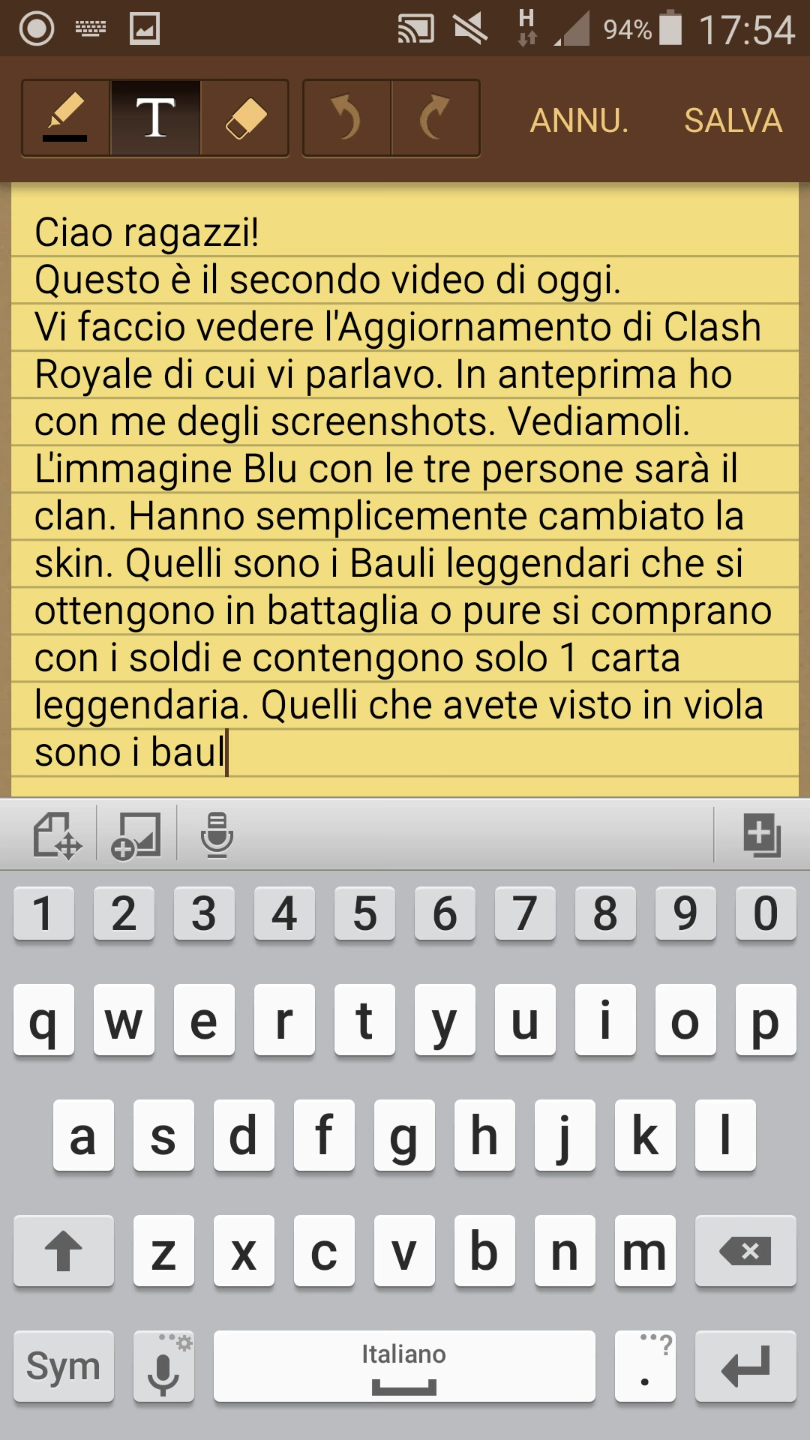 H
94%
17:54
T
ANNU.
SALVA
Ciao ragazzi!
Questo è il secondo video di oggi.
Vi faccio vedere l'Aggiornamento di Clash
Royale di cui vi parlavo. In anteprima ho
con me degli screenshots. Vediamoli.
L'immagine Blu con le tre persone sarà il
clan. Hanno semplicemente cambiato la
skin. Quelli sono i Bauli leggendari che si
ottengono in battaglia o pure si comprano
con i soldi e contengono solo 1 carta
leggendaria. Quelli che avete visto in viola
sono i baul
1 2 3 4 5 6 7 8 9 0
q w e r t y u i o p
a s d f g h j k l
z x c v b n m
Sym
Italiano
..?
.